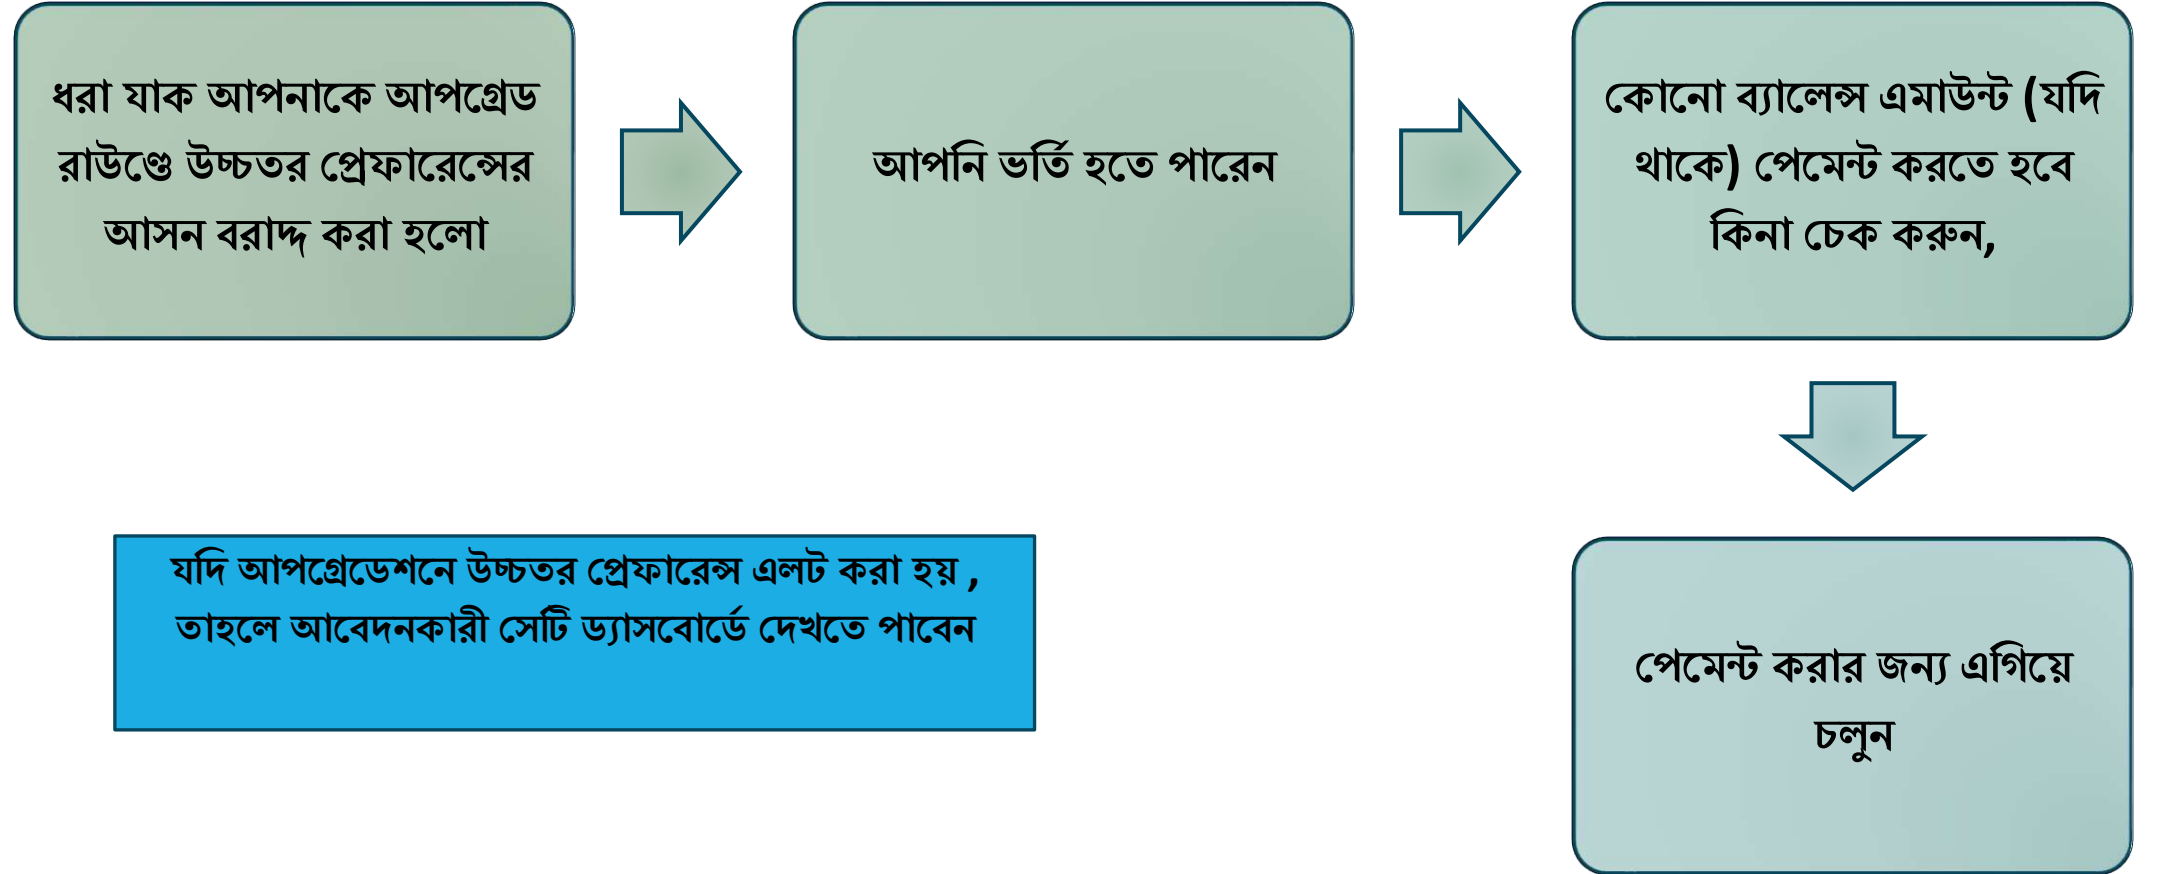 ধরা যাক আপনাকে আপগ্রেড
রাউণ্ডে উচ্চতর প্রেফারেন্সের
আসন বরাদ্দ করা হলো
আপনি ভর্তি হতে পারেন
কোনো ব্যালেন্স এমাউন্ট (যদি
থাকে) পেমেন্ট করতে হবে
কিনা চেক করুন,
পেমেন্ট করার জন্য এগিয়ে
চলুন
যদি আপগ্রেডেশনে উচ্চতর প্রেফারেন্স এলট করা হয় ,
তাহলে আবেদনকারী সেটি ড্যাসবোর্ডে দেখতে পাবেন